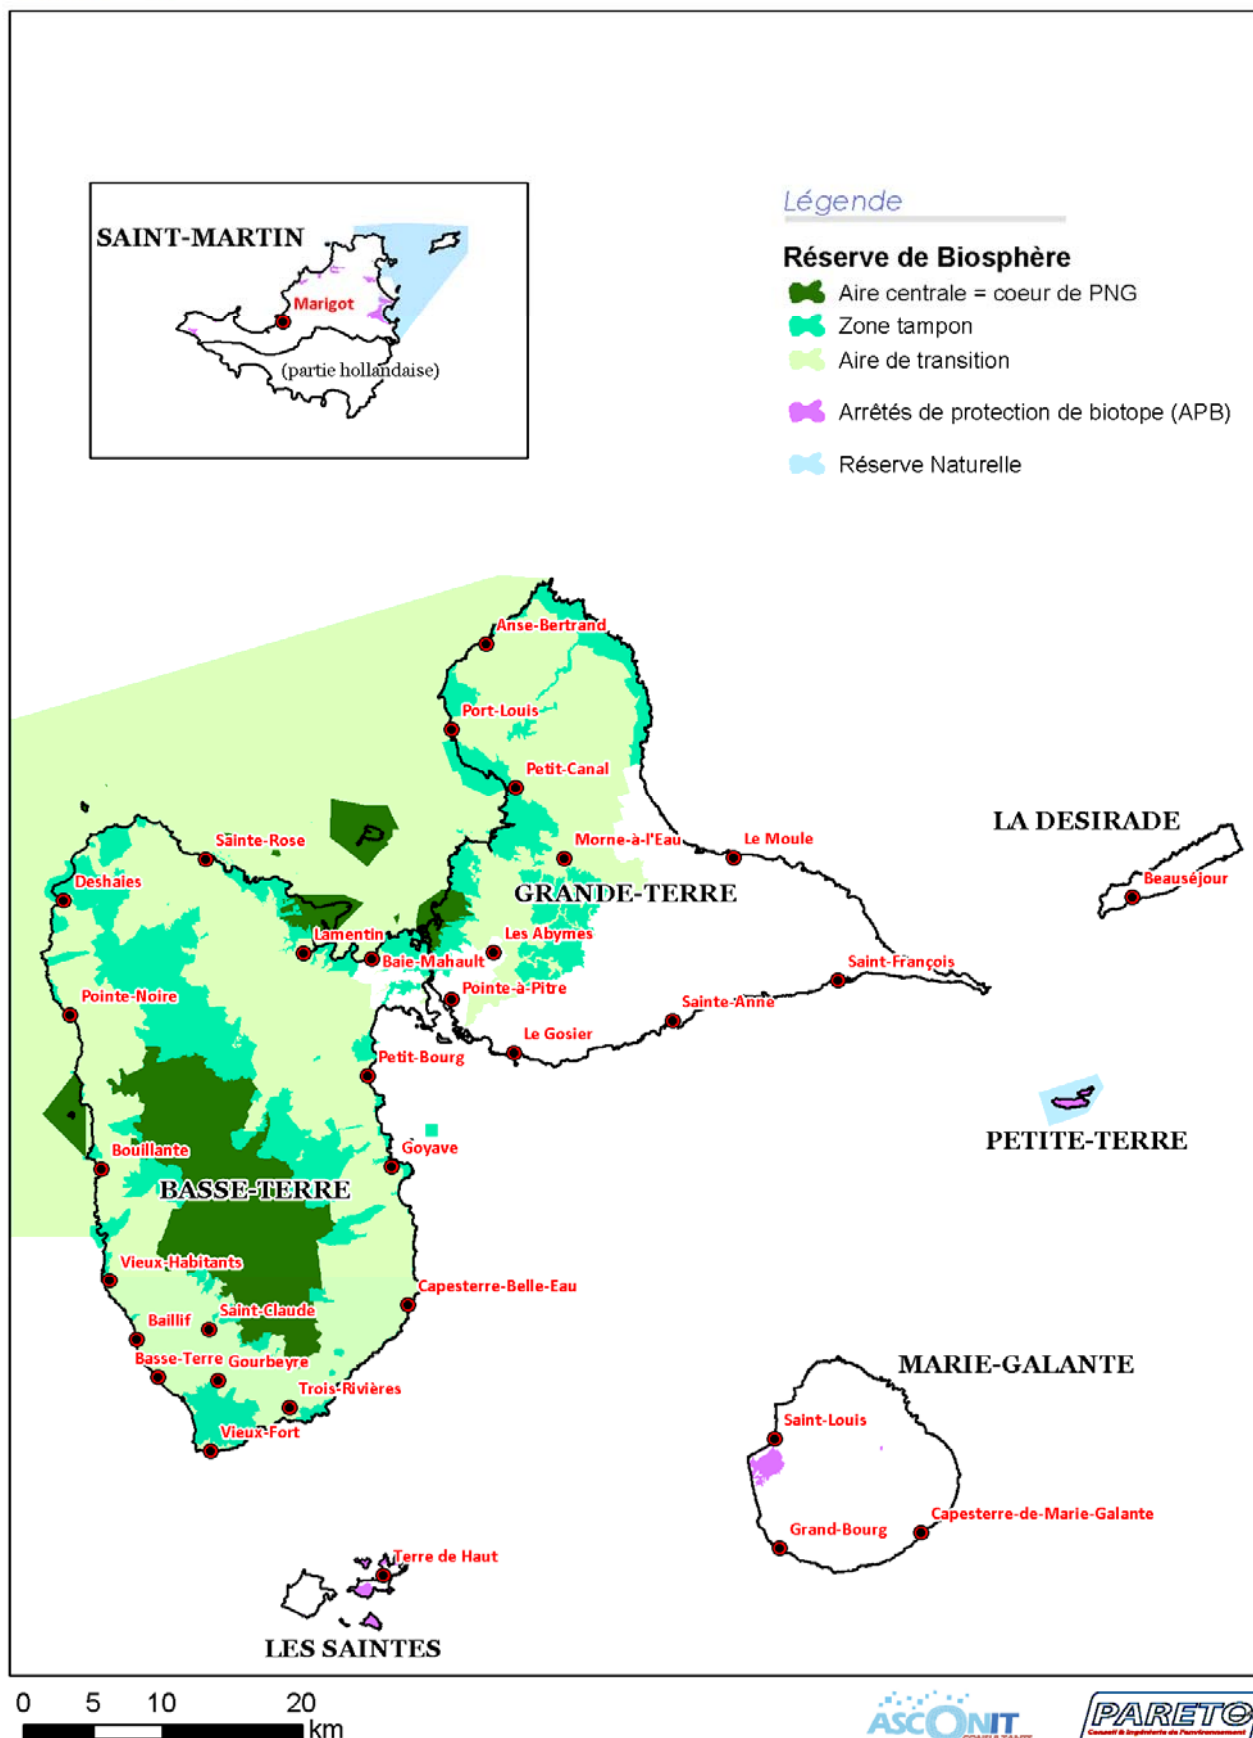 SAINT-MARTIN
Marigot
(partie hollandaise)
Légende
Réserve de Biosphère
Aire centrale = coeur de PNG
Zone tampon
Aire de transition
Arrêtés de protection de biotope (APB)
Réserve Naturelle
Anse-Bertrand
Port-Louis
Petit-Canal
Sainte-Rose
Morne-à-l'Eau
Le Moule
LA DESIRADE
Deshaies
GRANDE-TERRE
Beauséjour
Lamentin
Les Abymes
Baie-Mahault
Saint-François
Pointe-Noire
Pointe-à-Pitre
Sainte-Anne
Le Gosier
Petit-Bourg
PETITE-TERRE
Bouillante
Goyave
BASSE-TERRE
Vieux-Habitants
Capesterre-Belle-Eau
Baillif
Saint-Claude
Basse-Terre
Gourbeyre
MARIE-GALANTE
Trois-Rivières
Saint-Louis
Vieux-Fort
Grand-Bourg
Capesterre-de-Marie-Galante
Terre de Haut
LES SAINTES
0 5 10 20
km
ASCONIT
CONSULTANTS
PARETO
Conseil & Ingénierie de l'environnement